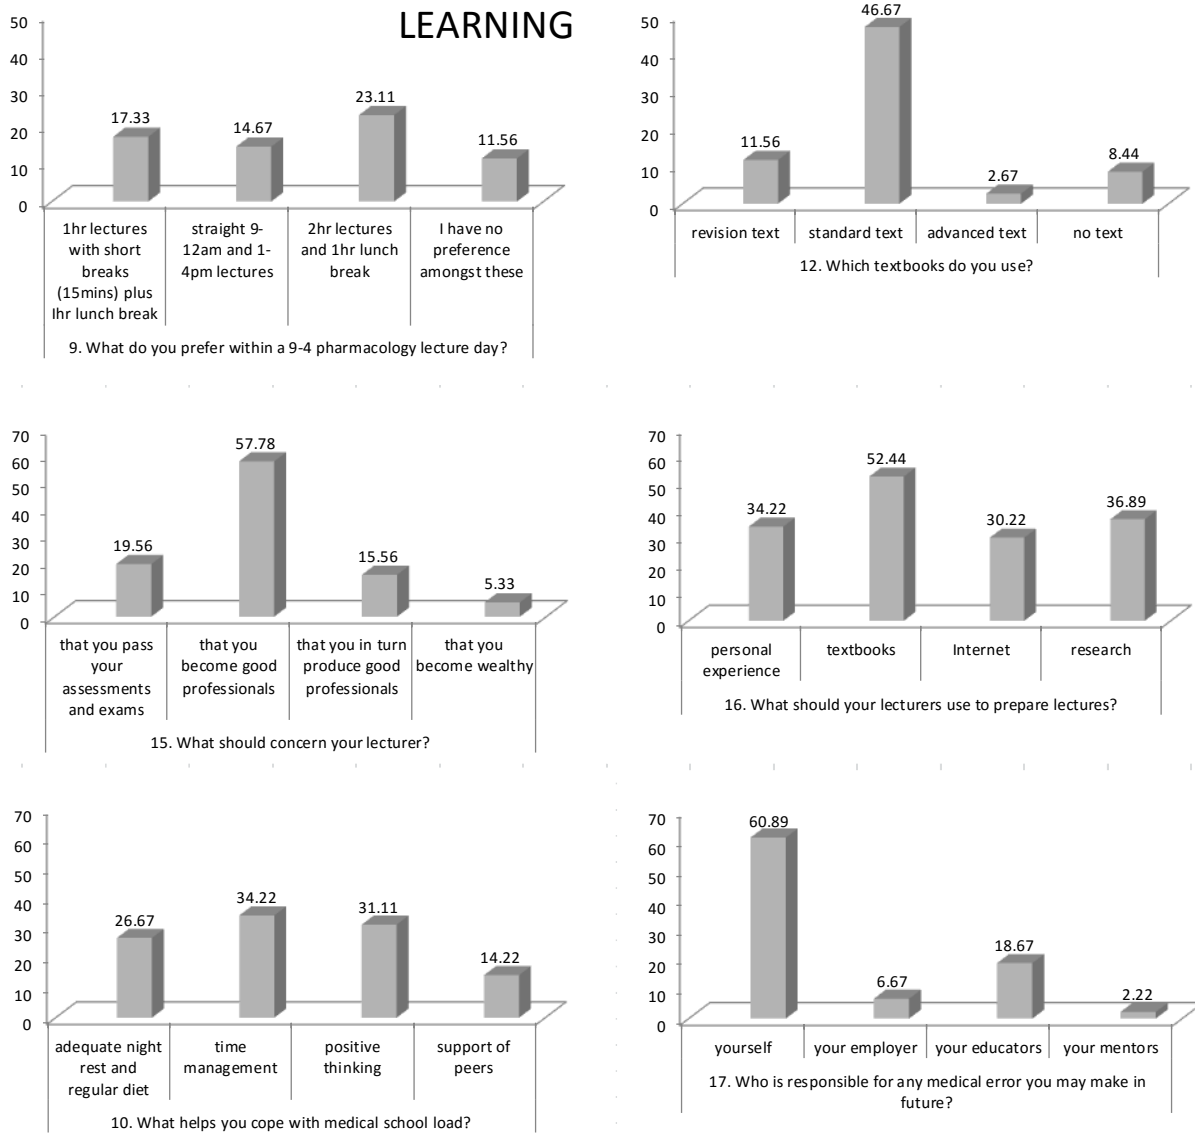 LEARNING
50
40
30
20
10
0
17.33
14.67
23.11
11.56
1hr lectures
with short
breaks
(15mins) plus
Ihr lunch break
straight 9-
12am and 1-
4pm lectures
2hr lectures
and 1hr lunch
break
I have no
preference
amongst these
9. What do you prefer within a 9-4 pharmacology lecture day?
50
40
30
20
10
0
11.56
46.67
2.67
8.44
revision text
standard text
advanced text
no text
12. Which textbooks do you use?
70
60
50
40
30
20
10
0
19.56
57.78
15.56
5.33
that you pass
your
assessments
and exams
that you
become good
professionals
that you in turn
produce good
professionals
that you
become wealthy
15. What should concern your lecturer?
70
60
50
40
30
20
10
0
34.22
52.44
30.22
36.89
personal
experience
textbooks
Internet
research
16. What should your lecturers use to prepare lectures?
70
60
50
40
30
20
10
0
26.67
34.22
31.11
14.22
adequate night
rest and
regular diet
time
management
positive
thinking
support of
peers
10. What helps you cope with medical school load?
70
60
50
40
30
20
10
0
60.89
6.67
18.67
2.22
yourself
your employer
your educators
your mentors
17. Who is responsible for any medical error you may make in
future?